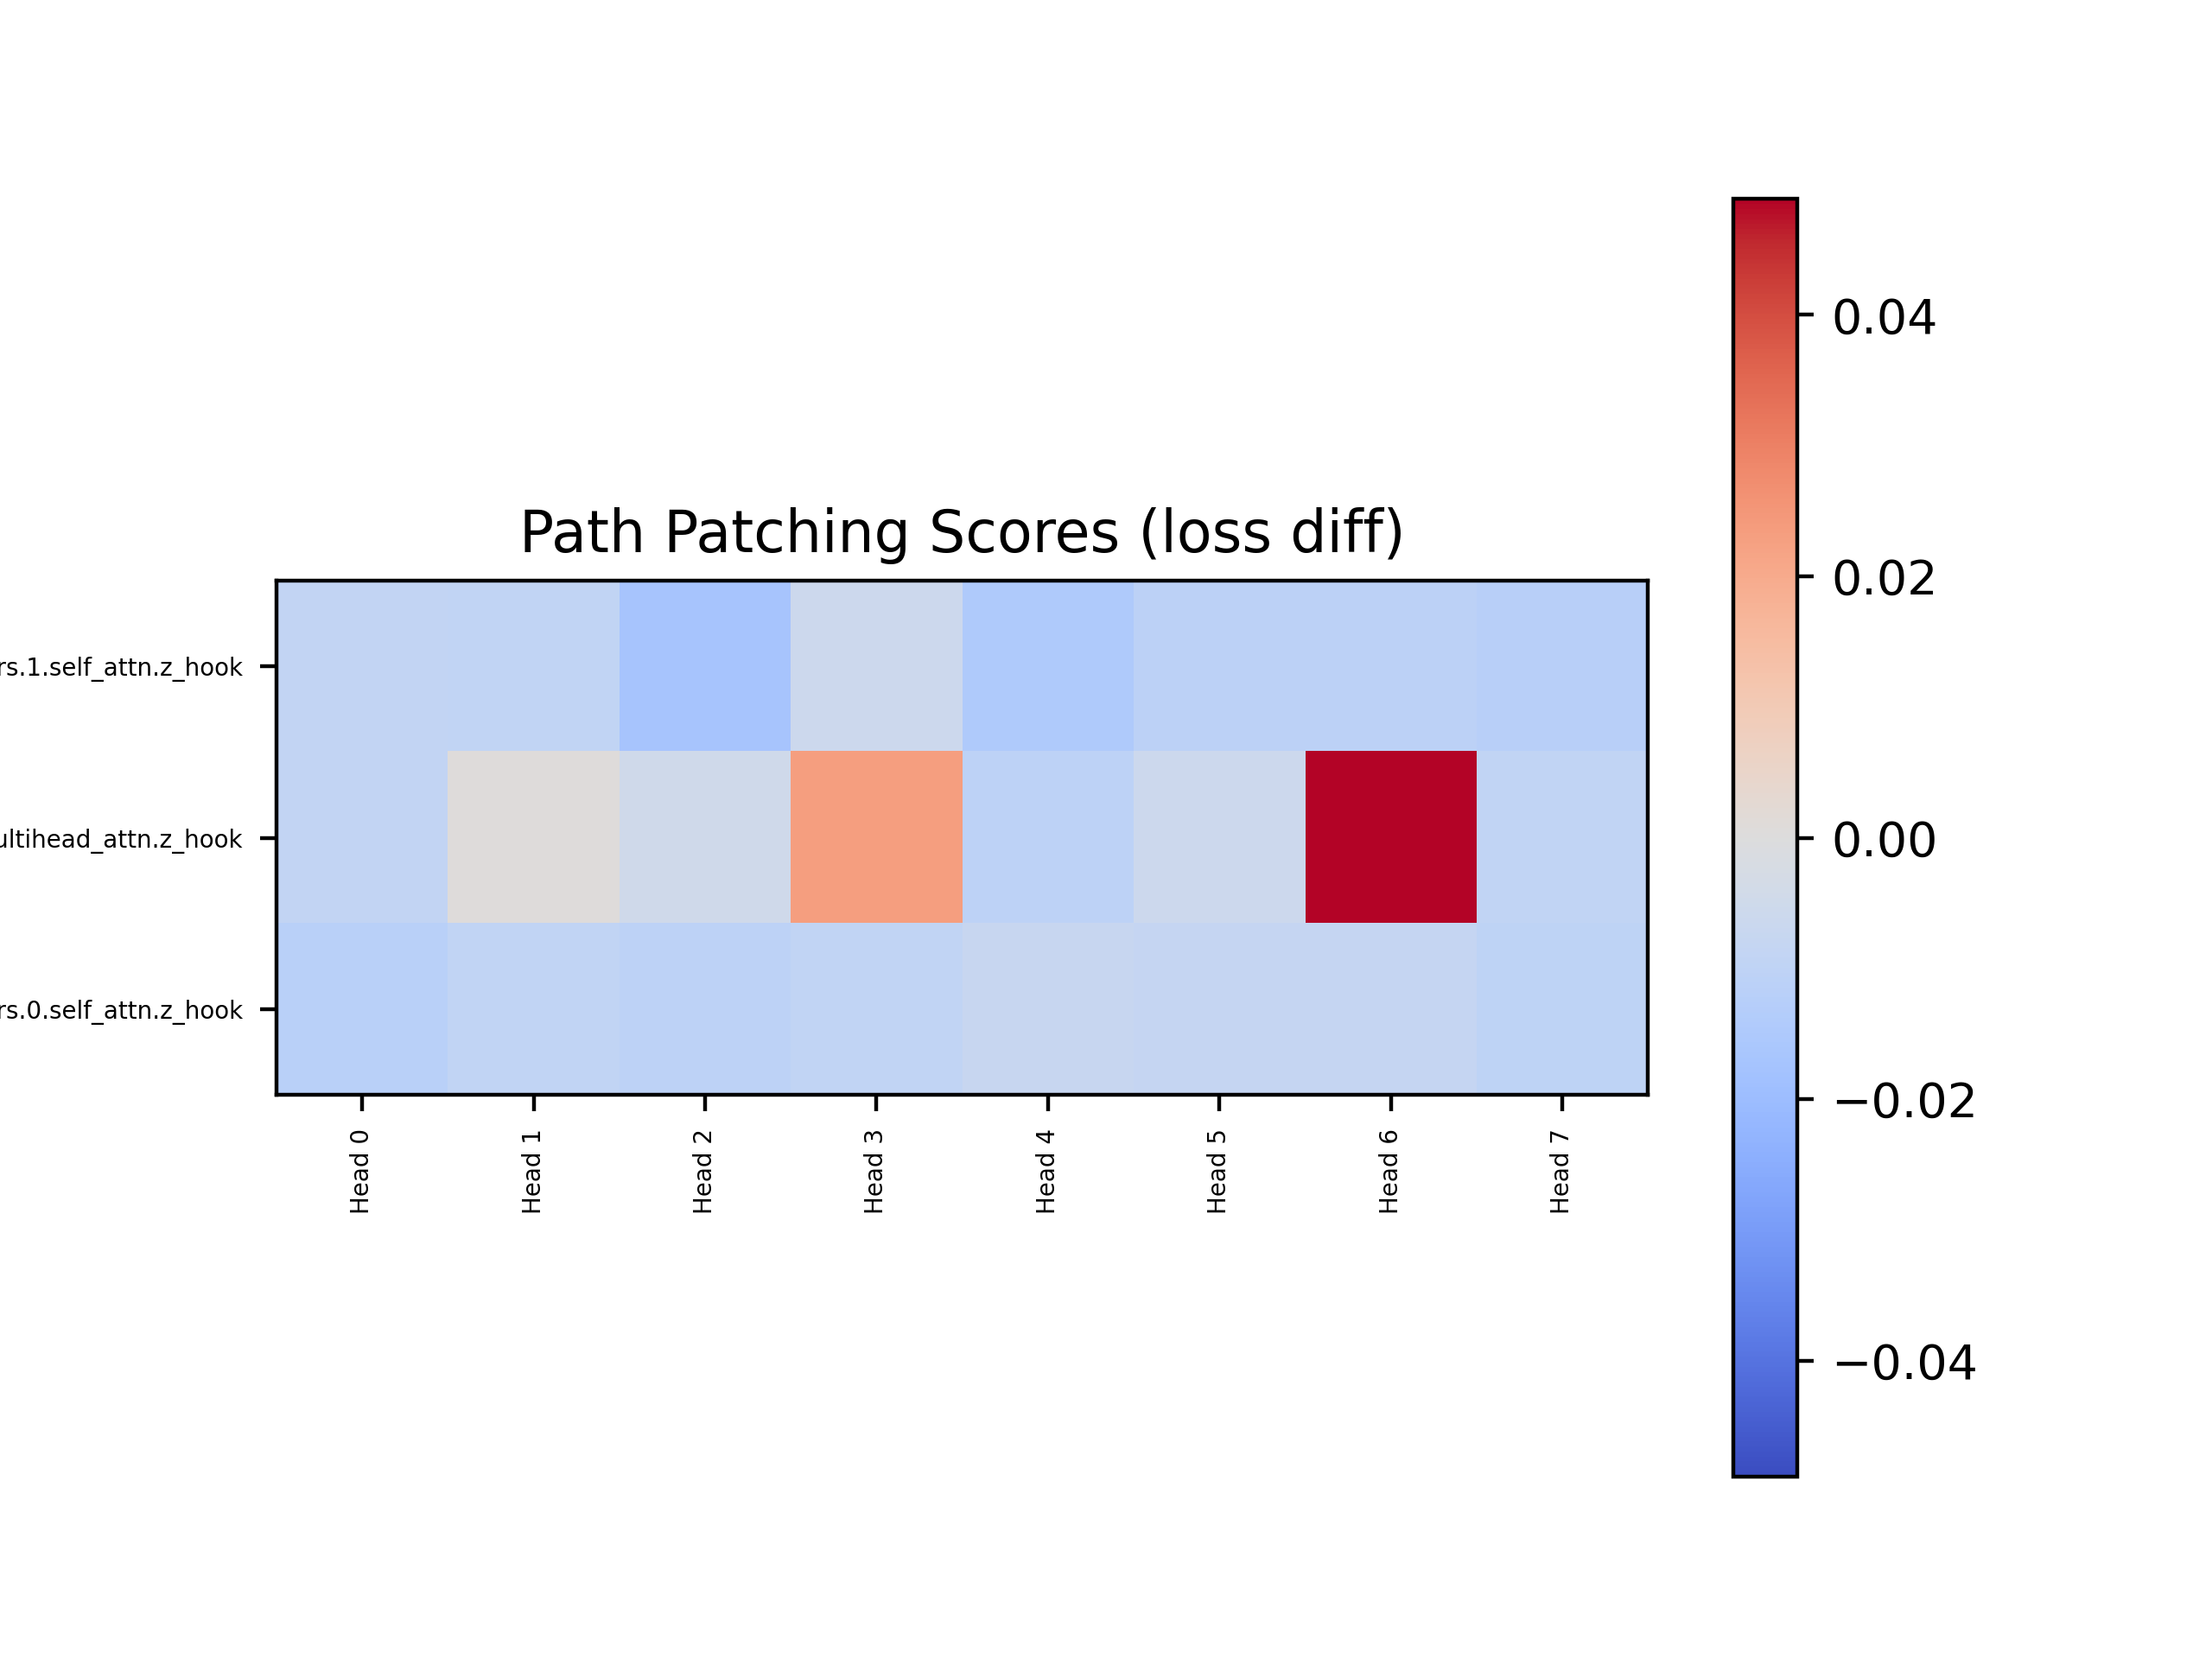 Path Patching Scores (loss diff)
rs.1.self_attn.z_hook
ultihead_attn.z_hook
rs.0.self_attn.z_hook
Head 0
Head 1
Head 2
Head 3
Head 4
Head 5
Head 6
Head 7
0.04
0.02
0.00
−0.02
−0.04